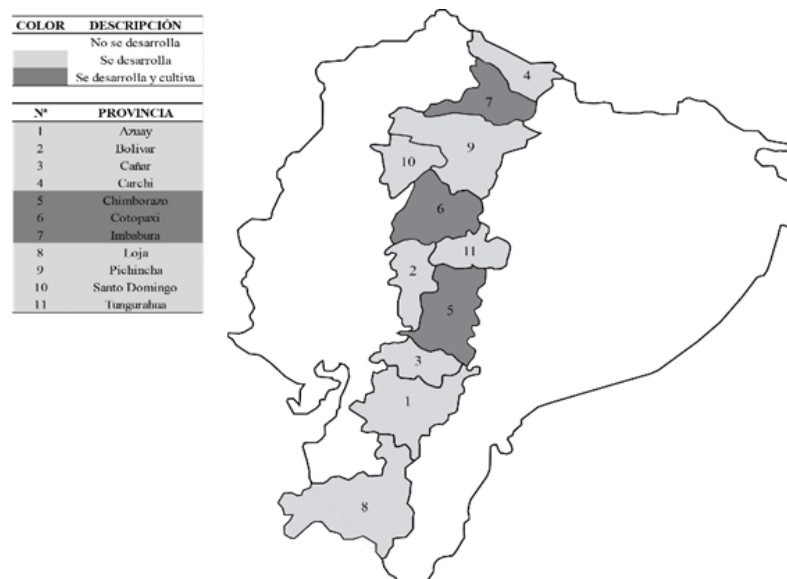 COLOR DESCRIPCIÓN
No se desarrolla
Se desarrolla
Se desarrolla y cultiva
Nº PROVINCIA
1 Azuay
2 Bolivar
3 Cañar
4 Carchi
5 Chimborazo
6 Cotopaxi
7 Imbabura
8 Loja
9 Pichincha
10 Santo Domingo
11 Tungurahua
4
7
9
10
6
11
2
5
3
1
8